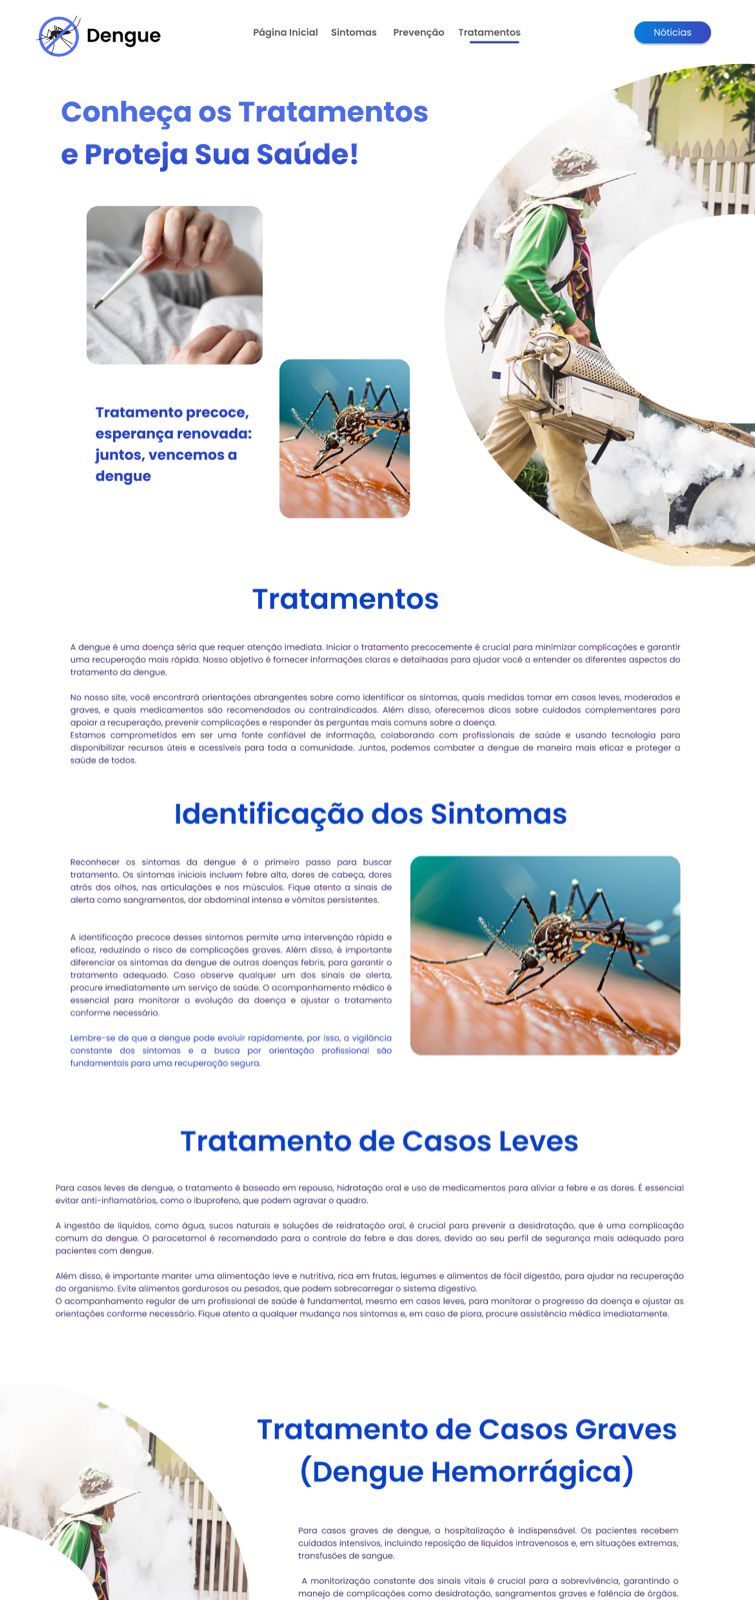 Dengue
Página Inicial Sintomas Prevenção Tratamentos
Nóticias
Conheça os Tratamentos
e Proteja Sua Saúde!
Tratamento precoce,
esperança renovada:
juntos, vencemos a
dengue
Tratamentos
A dengue é uma doença séria que requer atenção imediata. Iniciar o tratamento precocemente é crucial para minimizar complicações e garantir
uma recuperação mais rápida. Nosso objetivo é fornecer informações claras e detalhadas para ajudar você a entender os diferentes aspectos do
tratamento da dengue.
No nosso site, você encontrará orientações abrangentes sobre como identificar os sintomas, quais medidas tomar em casos leves, moderados e
graves, e quais medicamentos são recomendados ou contraindicados. Além disso, oferecemos dicas sobre cuidados complementares para
apoiar a recuperação, prevenir complicações e responder às perguntas mais comuns sobre a doença.
Estamos comprometidos em ser uma fonte confiável de informação, colaborando com profissionais de saúde e usando tecnologia para
disponibilizar recursos úteis e acessíveis para toda a comunidade. Juntos, podemos combater a dengue de maneira mais eficaz e proteger a
saúde de todos.
Identificação dos Sintomas
Reconhecer os sintomas da dengue é o primeiro passo para buscar
tratamento. Os sintomas iniciais incluem febre alta, dores de cabeça, dores
atrás dos olhos, nas articulações e nos músculos. Fique atento a sinais de
alerta como sangramentos, dor abdominal intensa e vômitos persistentes.
A identificação precoce desses sintomas permite uma intervenção rápida e
eficaz, reduzindo o risco de complicações graves. Além disso, é importante
diferenciar os sintomas da dengue de outras doenças febris, para garantir o
tratamento adequado. Caso observe qualquer um dos sinais de alerta,
procure imediatamente um serviço de saúde. O acompanhamento médico é
essencial para monitorar a evolução da doença e ajustar o tratamento
conforme necessário.
Lembre-se de que a dengue pode evoluir rapidamente, por isso, a vigilância
constante dos sintomas e a busca por orientação profissional são
fundamentais para uma recuperação segura.
Tratamento de Casos Leves
Para casos leves de dengue, o tratamento é baseado em repouso, hidratação oral e uso de medicamentos para aliviar a febre e as dores. É essencial
evitar anti-inflamatórios, como o ibuprofeno, que podem agravar o quadro.
A ingestão de líquidos, como água, sucos naturais e soluções de reidratação oral, é crucial para prevenir a desidratação, que é uma complicação
comum da dengue. O paracetamol é recomendado para o controle da febre e das dores, devido ao seu perfil de segurança mais adequado para
pacientes com dengue.
Além disso, é importante manter uma alimentação leve e nutritiva, rica em frutas, legumes e alimentos de fácil digestão, para ajudar na recuperação
do organismo. Evite alimentos gordurosos ou pesados, que podem sobrecarregar o sistema digestivo.
O acompanhamento regular de um profissional de saúde é fundamental, mesmo em casos leves, para monitorar o progresso da doença e ajustar as
orientações conforme necessário. Fique atento a qualquer mudança nos sintomas e, em caso de piora, procure assistência médica imediatamente.
Tratamento de Casos Graves
(Dengue Hemorrágica)
Para casos graves de dengue, a hospitalização é indispensável. Os pacientes recebem
cuidados intensivos, incluindo reposição de líquidos intravenosos e, em situações extremas,
transfusões de sangue.
A monitorização constante dos sinais vitais é crucial para a sobrevivência, garantindo o
manejo de complicações como desidratação, sangramentos graves e falência de órgãos.